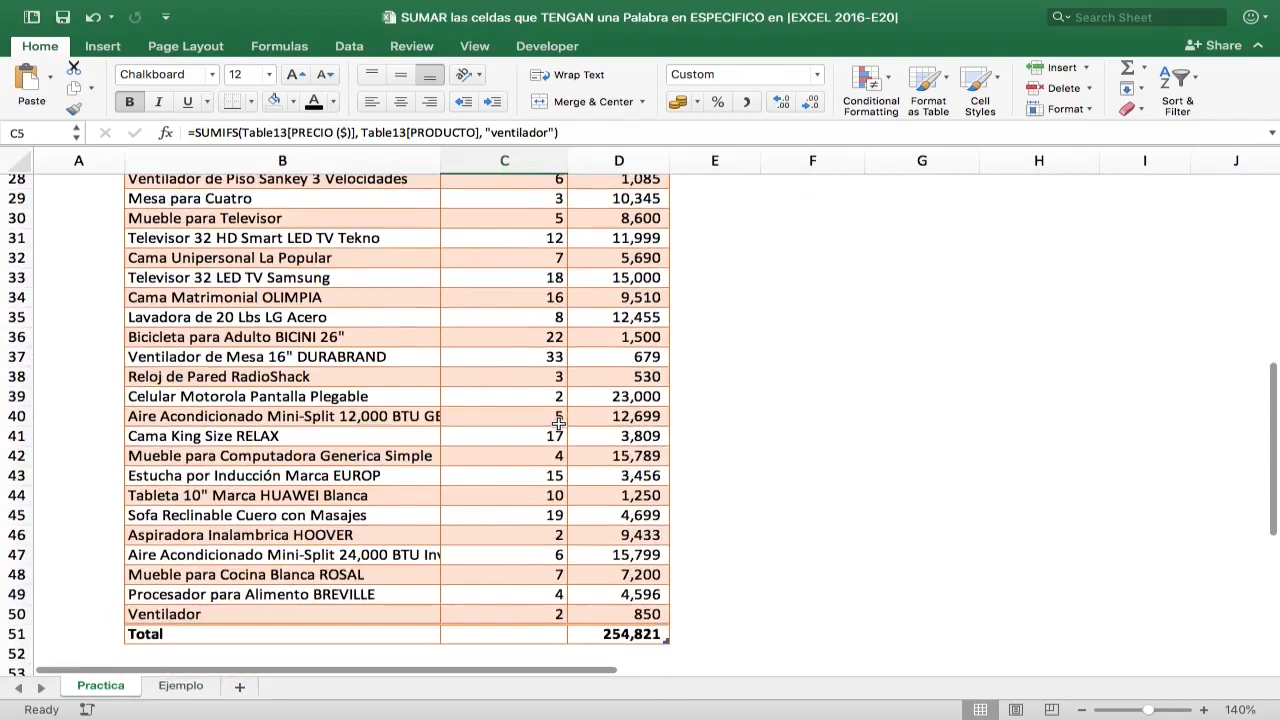 SUMAR las celdas que TENGAN una Palabra en ESPECIFICO en |EXCEL 2016-E20|
Search Sheet
Home Insert Page Layout Formulas Data Review View Developer Share
Paste
Chalkboard 12
B I U A
Wrap Text
Merge & Center
Custom
%
Conditional Formatting
Format as Table
Cell Styles
Insert
Delete
Format
Sort & Filter
C5 fx =SUMIFS(Table13[PRECIO ($)], Table13[PRODUCTO], "ventilador")
A B C D E F G H I J
28 Ventilador de Piso Sankey 3 Velocidades 6 1,085
29 Mesa para Cuatro 3 10,345
30 Mueble para Televisor 5 8,600
31 Televisor 32 HD Smart LED TV Tekno 12 11,999
32 Cama Unipersonal La Popular 7 5,690
33 Televisor 32 LED TV Samsung 18 15,000
34 Cama Matrimonial OLIMPIA 16 9,510
35 Lavadora de 20 Lbs LG Acero 8 12,455
36 Bicicleta para Adulto BICINI 26" 22 1,500
37 Ventilador de Mesa 16" DURABRAND 33 679
38 Reloj de Pared RadioShack 3 530
39 Celular Motorola Pantalla Plegable 2 23,000
40 Aire Acondicionado Mini-Split 12,000 BTU GE 5 12,699
41 Cama King Size RELAX 17 3,809
42 Mueble para Computadora Generica Simple 4 15,789
43 Estucha por Inducción Marca EUROP 15 3,456
44 Tableta 10" Marca HUAWEI Blanca 10 1,250
45 Sofa Reclinable Cuero con Masajes 19 4,699
46 Aspiradora Inalambrica HOOVER 2 9,433
47 Aire Acondicionado Mini-Split 24,000 BTU Inv 6 15,799
48 Mueble para Cocina Blanca ROSAL 7 7,200
49 Procesador para Alimento BREVILLE 4 4,596
50 Ventilador 2 850
51 Total 254,821
52
53
Practica Ejemplo
Ready 140%